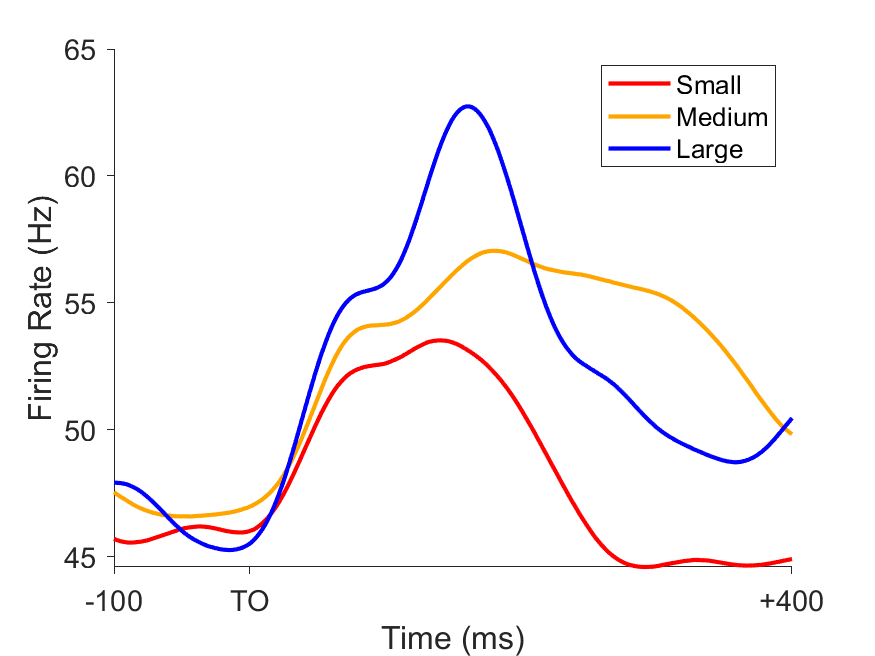 65
60
55
50
45
Firing Rate (Hz)
Small
Medium
Large
-100
TO
+400
Time (ms)